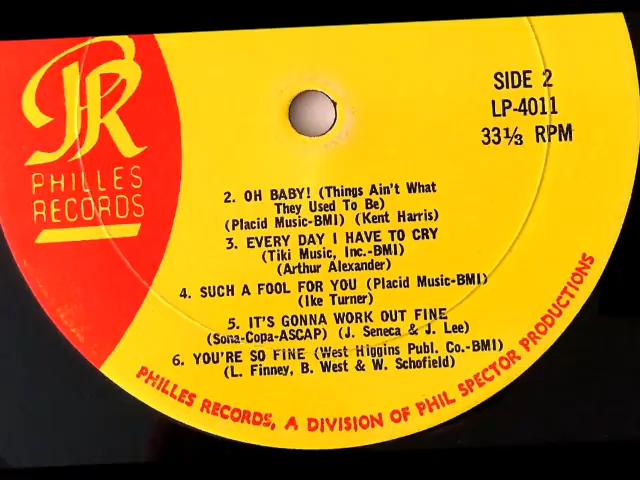 PR
PHILLES
RECORDS
SIDE 2
LP-4011
33⅓ RPM
2. OH BABY! (Things Ain't What
They Used To Be)
(Placid Music-BMI) (Kent Harris)
3. EVERY DAY I HAVE TO CRY
(Tiki Music, Inc.-BMI)
(Arthur Alexander)
4. SUCH A FOOL FOR YOU (Placid Music-BMI)
(Ike Turner)
5. IT'S GONNA WORK OUT FINE
(Sona-Copa-ASCAP) (J. Seneca & J. Lee)
6. YOU'RE SO FINE (West Higgins Publ. Co.-BMI)
(L. Finney, B. West & W. Schofield)
PHILLES RECORDS, A DIVISION OF PHIL SPECTOR PRODUCTIONS